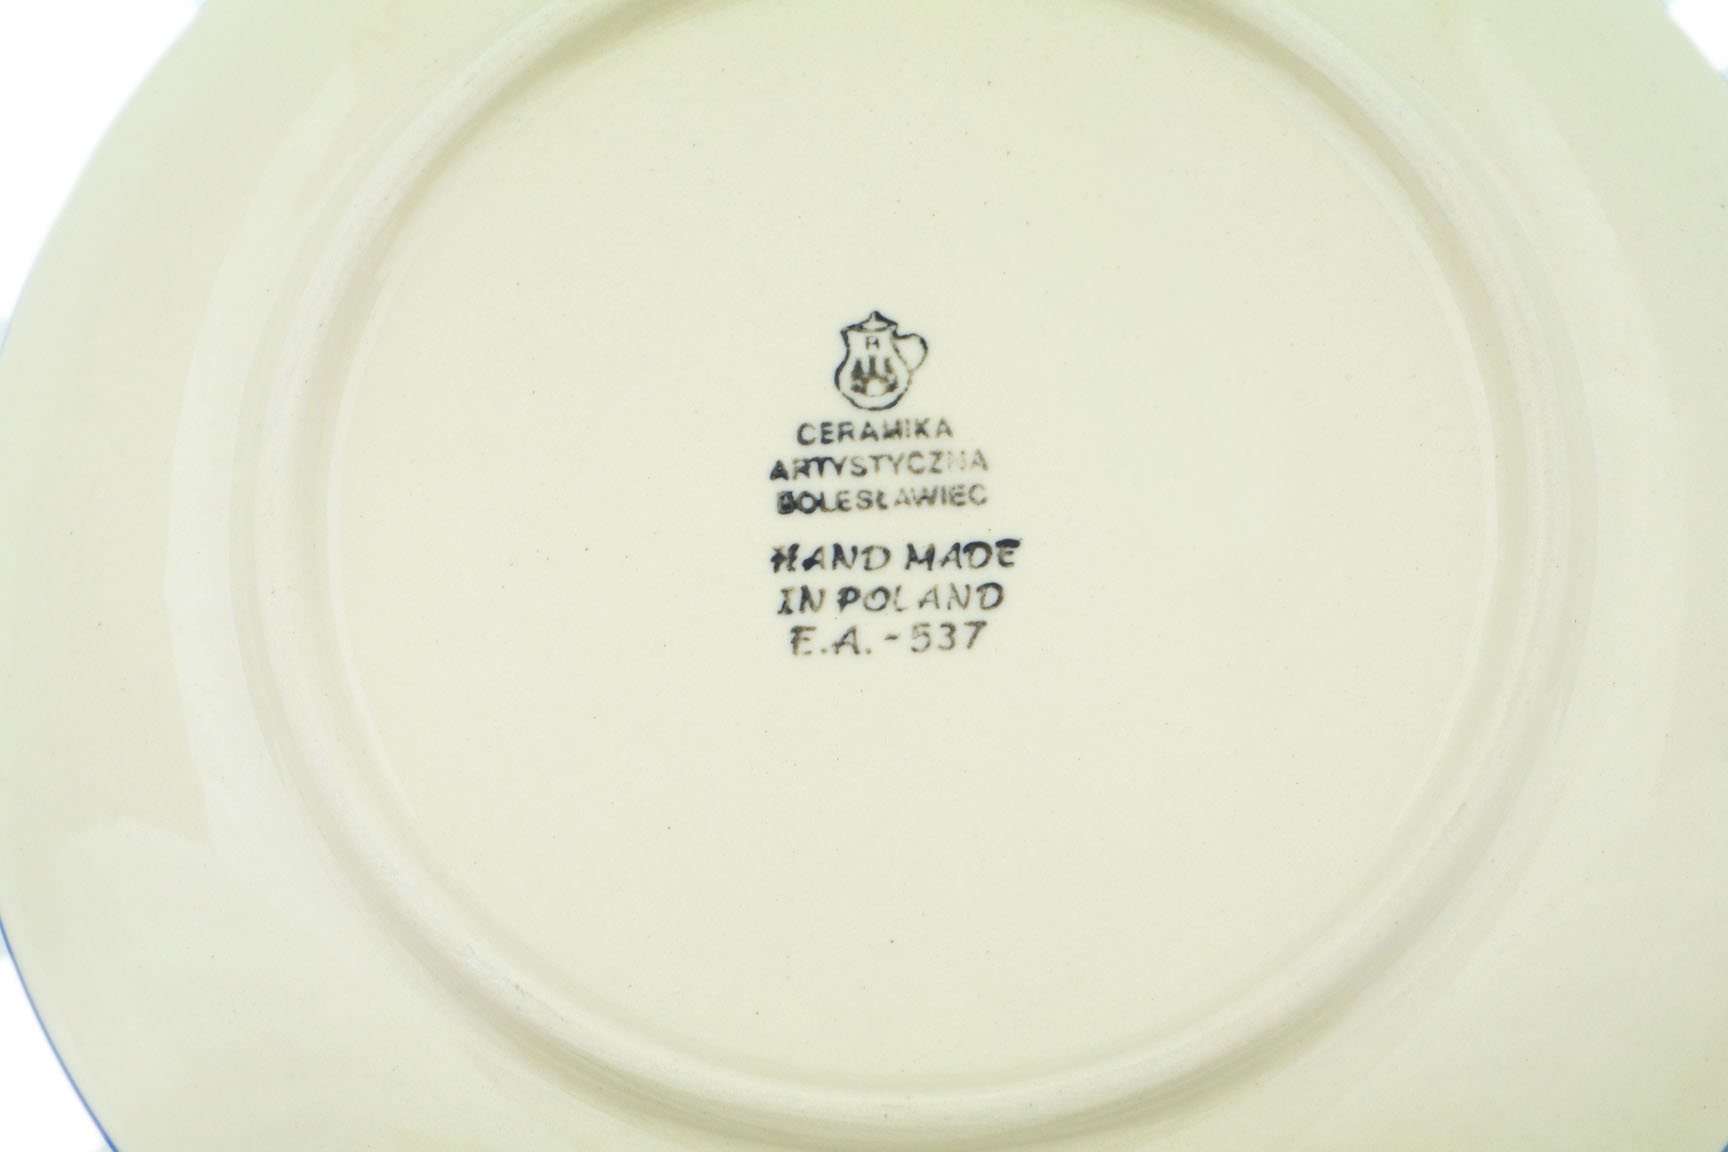 A
CERAMIKA
ARTYSTYCZNA
BOLESŁAWIEC
HAND MADE
IN POLAND
E.A. - 537